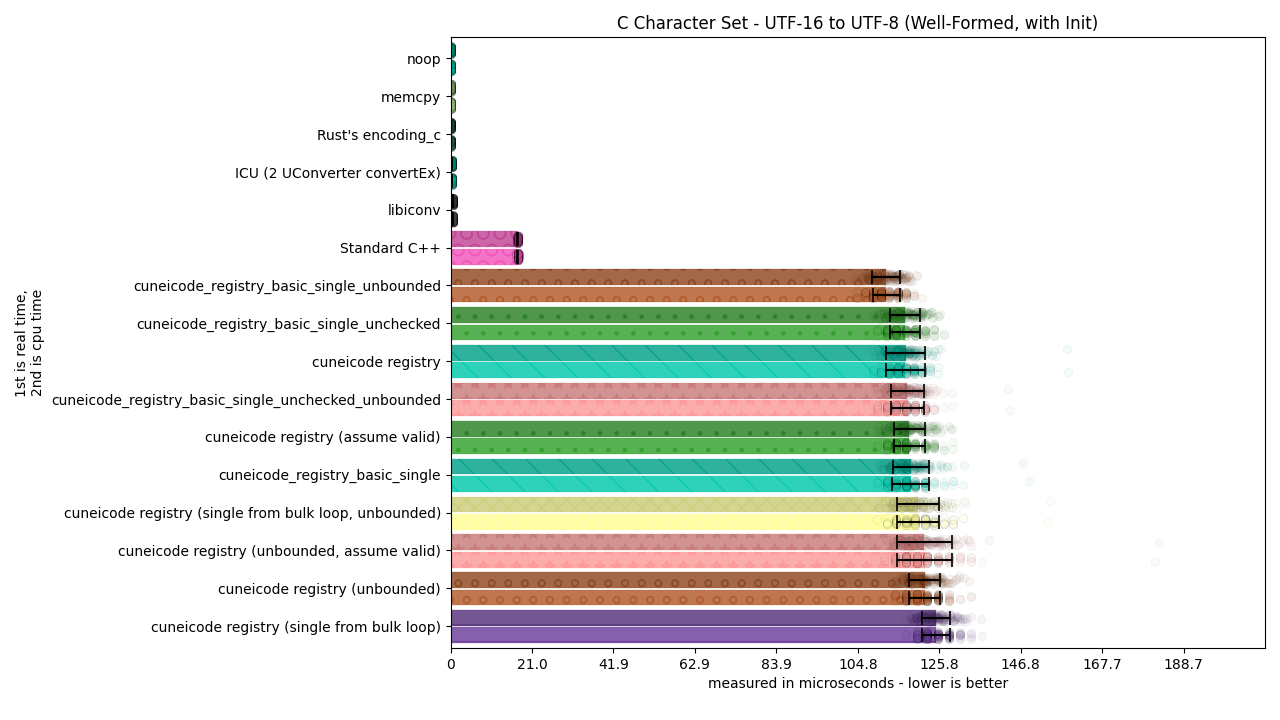 C Character Set - UTF-16 to UTF-8 (Well-Formed, with Init)
1st is real time,
2nd is cpu time
noop
memcpy
Rust's encoding_c
ICU (2 UConverter convertEx)
libiconv
Standard C++
cuneicode_registry_basic_single_unbounded
cuneicode_registry_basic_single_unchecked
cuneicode registry
cuneicode_registry_basic_single_unchecked_unbounded
cuneicode registry (assume valid)
cuneicode_registry_basic_single
cuneicode registry (single from bulk loop, unbounded)
cuneicode registry (unbounded, assume valid)
cuneicode registry (unbounded)
cuneicode registry (single from bulk loop)
0 21.0 41.9 62.9 83.9 104.8 125.8 146.8 167.7 188.7
measured in microseconds - lower is better